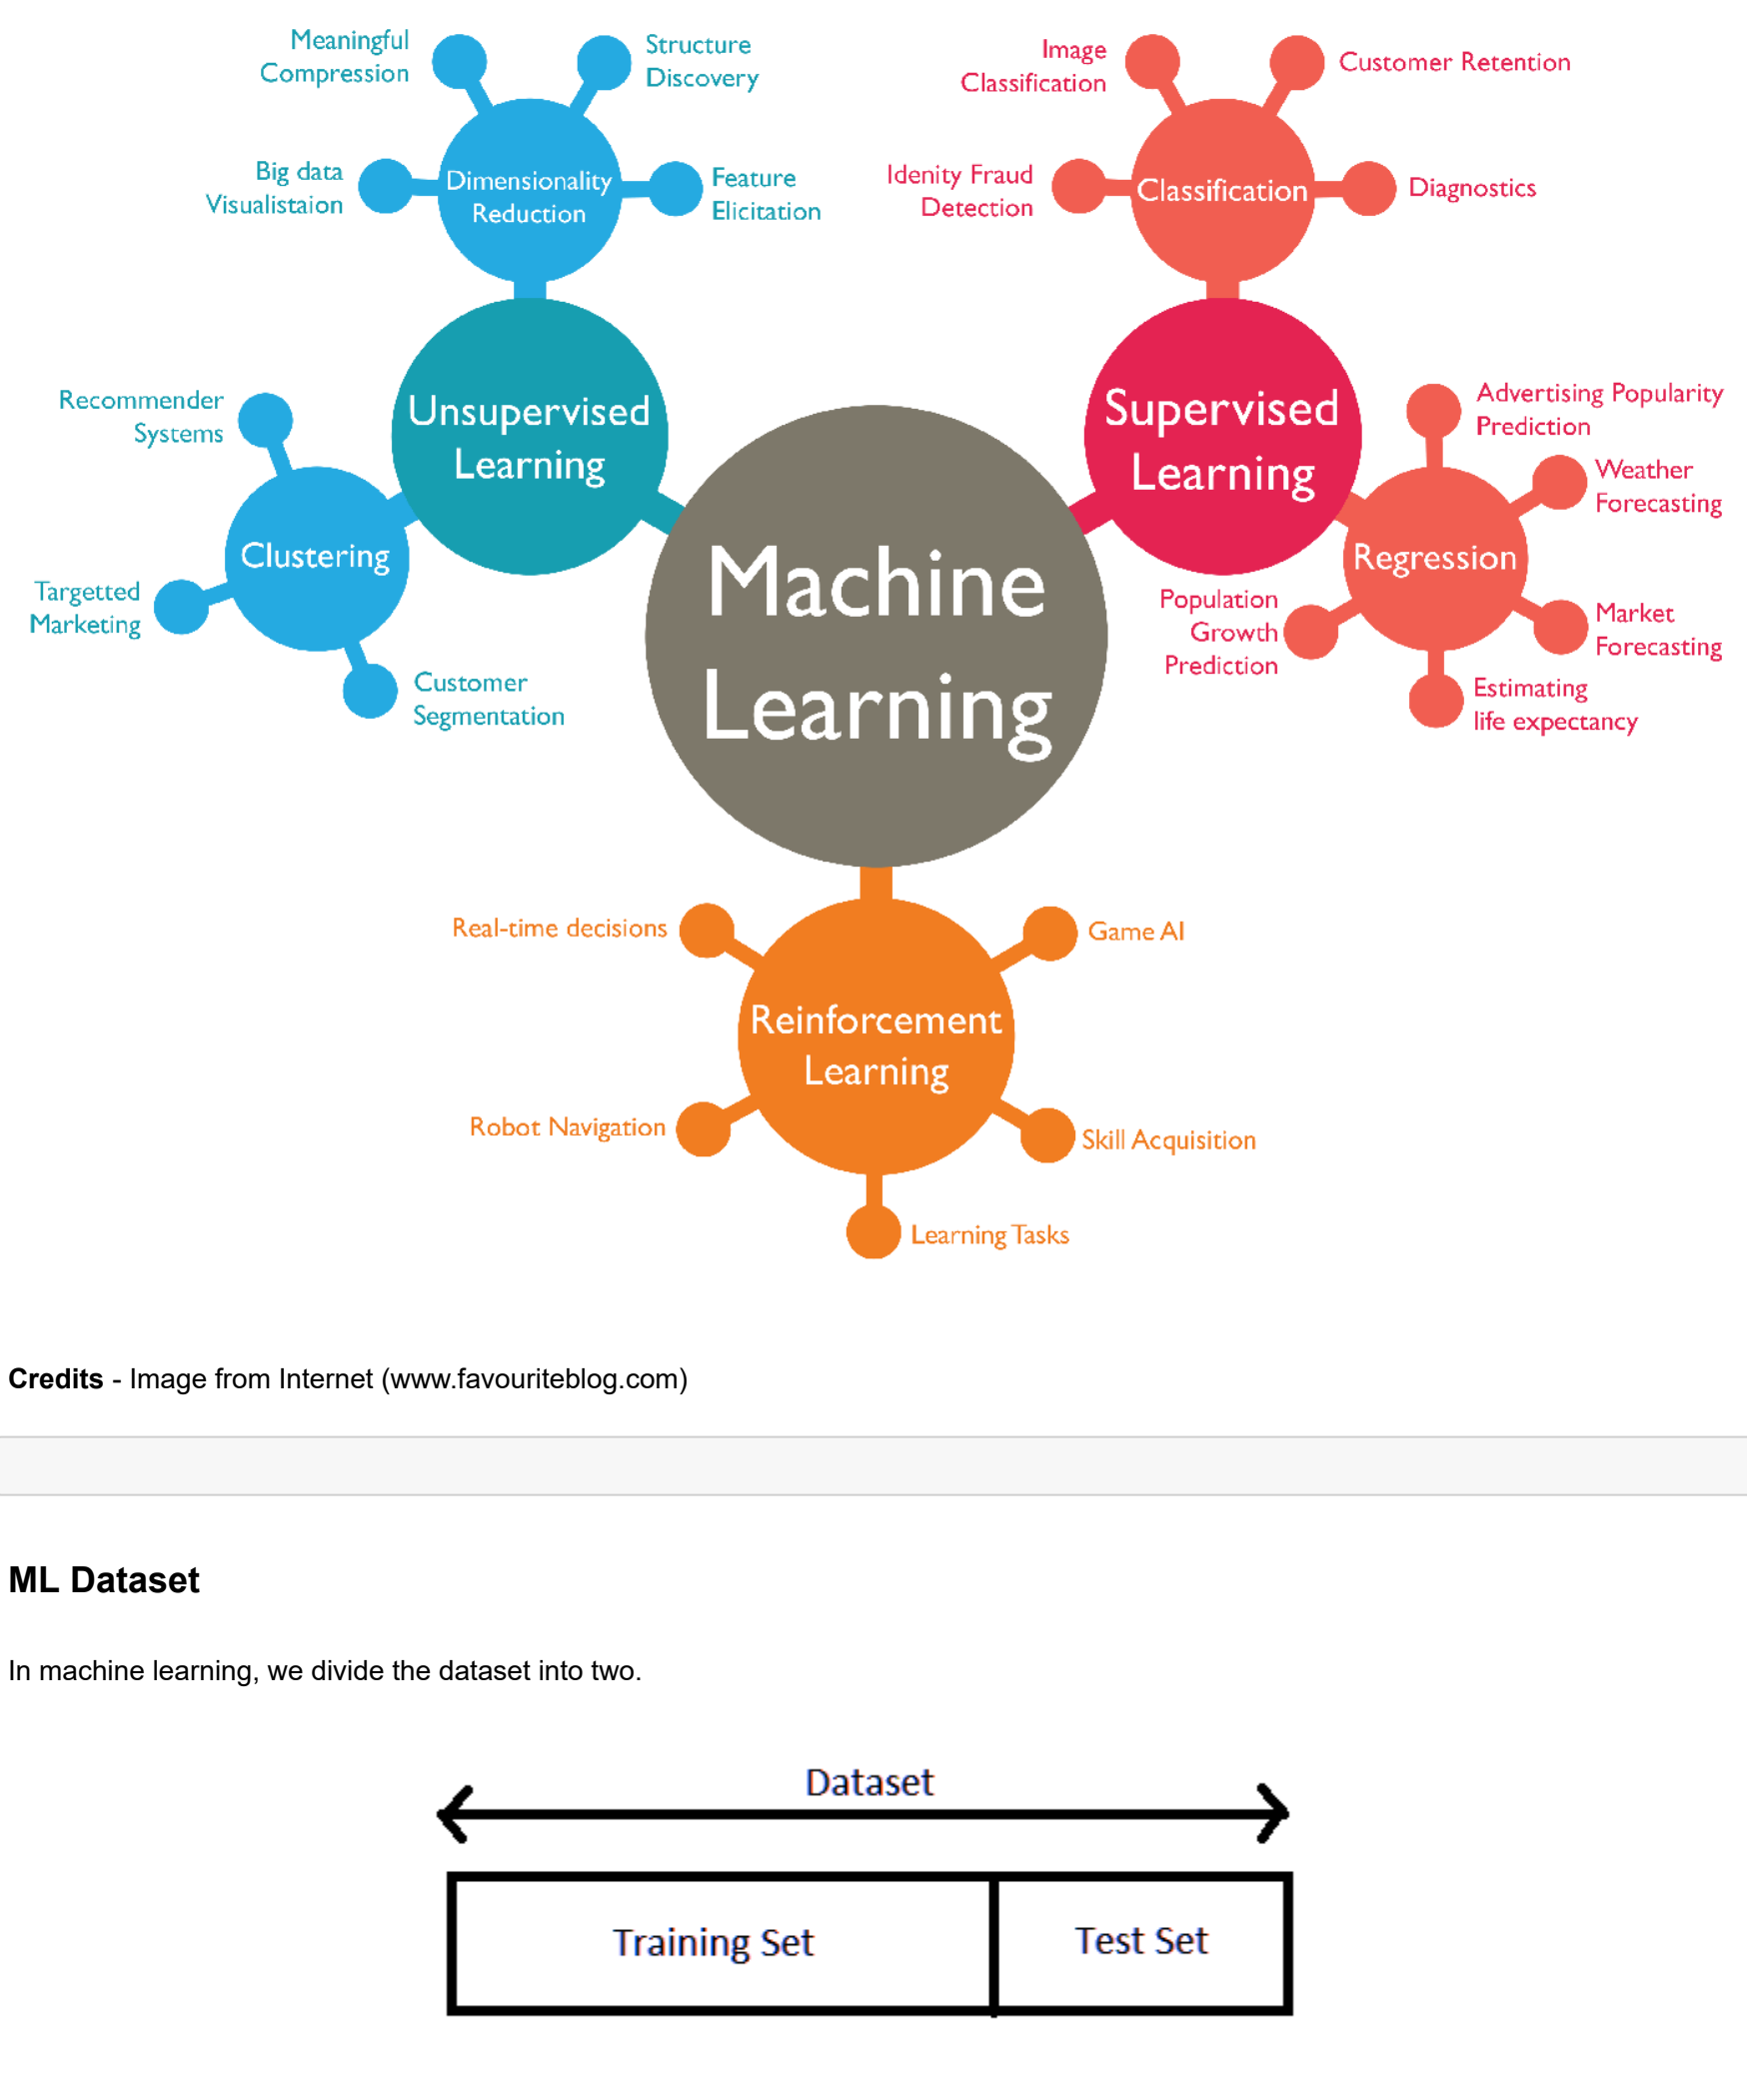 Meaningful
Compression
Structure
Discovery
Big data
Visualistaion
Dimensionality
Reduction
Feature
Elicitation
Image
Classification
Customer Retention
Idenity Fraud
Detection
Classification
Diagnostics
Recommender
Systems
Unsupervised
Learning
Clustering
Targetted
Marketing
Customer
Segmentation
Supervised
Learning
Advertising Popularity
Prediction
Weather
Forecasting
Regression
Population
Growth
Prediction
Market
Forecasting
Estimating
life expectancy
Machine
Learning
Real-time decisions
Game AI
Reinforcement
Learning
Robot Navigation
Skill Acquisition
Learning Tasks
Credits - Image from Internet (www.favouriteblog.com)
ML Dataset
In machine learning, we divide the dataset into two.
Dataset
Training Set
Test Set